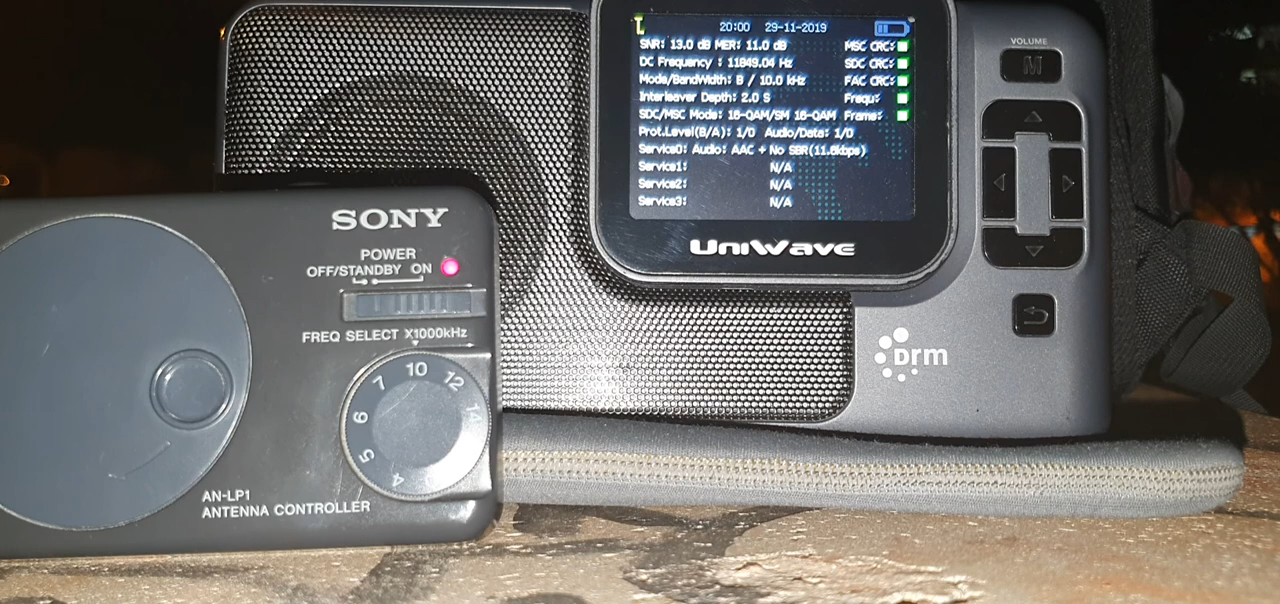 20:00 29-11-2019
SNR: 13.0 dB MER: 11.0 dB MSC CRC:
DC Frequency : 11849.04 Hz SDC CRC:
Mode/BandWidth: B / 10.0 kHz FAC CRC:
Interleaver Depth: 2.0 S Frequ:
SDC/MSC Mode: 16-QAM/SM 16-QAM Frame:
Prot.Level(B/A): 1/0 Audio/Data: 1/0
Service0: Audio: AAC + No SBR(11.6kbps)
Service1: N/A
Service2: N/A
Service3: N/A
UniWave
VOLUME
M
Drm
SONY
POWER
OFF/STANDBY ON
FREQ SELECT X1000kHz
4 5 6 7 10 12 14
AN-LP1
ANTENNA CONTROLLER